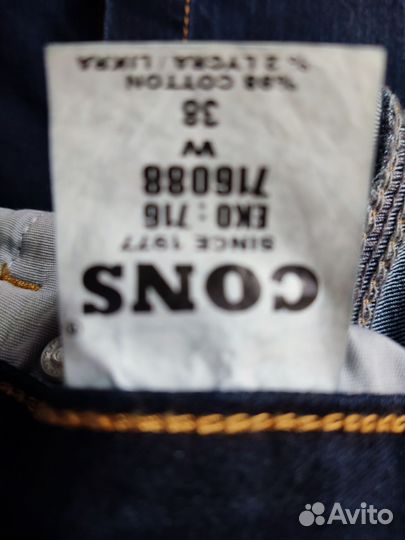 CONS®
SINCE 1977
EKO: 716
716088
W
38
%98 COTTON
% 2 LYCRA / LIKRA
Avito